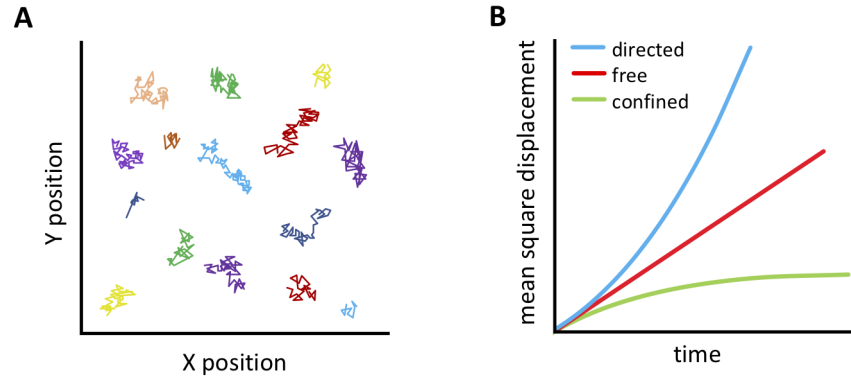 A
Y position
X position
B
mean square displacement
directed
free
confined
time